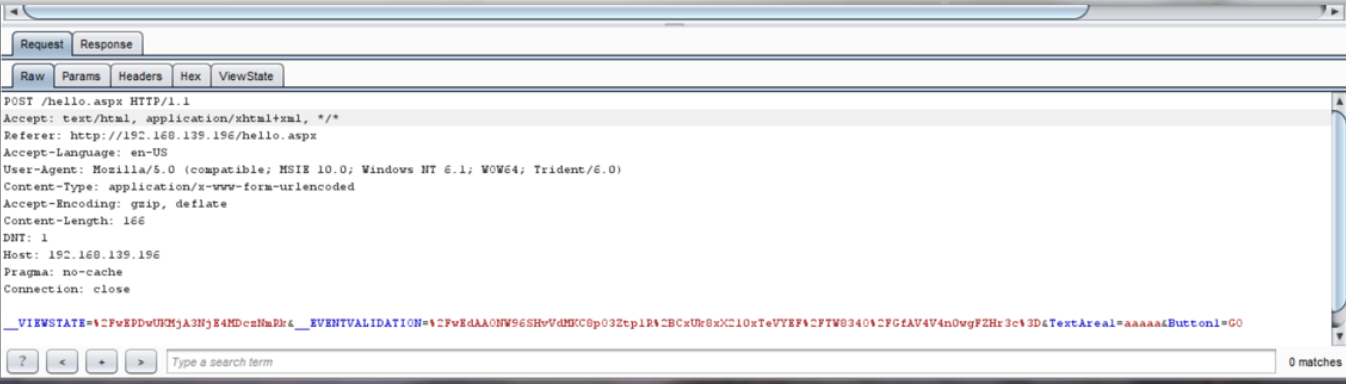 Request Response
Raw Params Headers Hex ViewState
POST /hello.aspx HTTP/1.1
Accept: text/html, application/xhtml+xml, */*
Referer: http://192.168.139.196/hello.aspx
Accept-Language: en-US
User-Agent: Mozilla/5.0 (compatible; MSIE 10.0; Windows NT 6.1; WOW64; Trident/6.0)
Content-Type: application/x-www-form-urlencoded
Accept-Encoding: gzip, deflate
Content-Length: 166
DNT: 1
Host: 192.168.139.196
Pragma: no-cache
Connection: close
__VIEWSTATE=%2FwEPDwUKMjA3NjE4MDczNmRk&__EVENTVALIDATION=%2FwEdAAONW96SHvVdMKC8p03Ztp1R%2BCxUk8xX210xTeVYEF%2FTW8340%2FGfAV4V4nOwgFZHr3c%3D&TextArea1=aaaaa&Button1=GO
? < + > Type a search term 0 matches